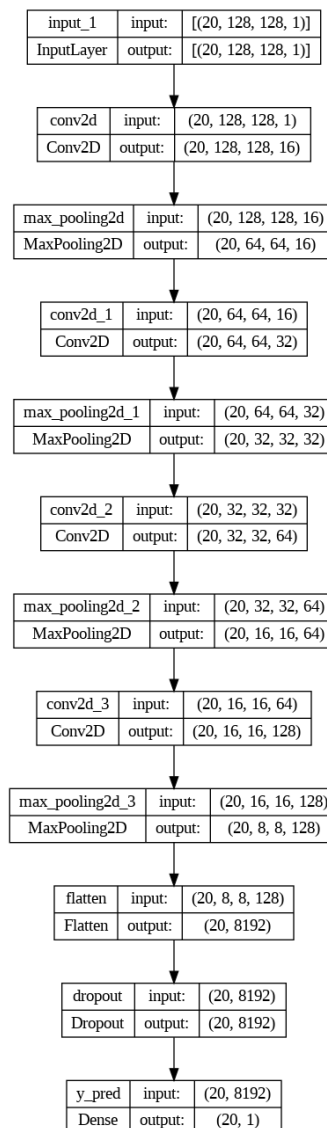 input_1 input: [(20, 128, 128, 1)]
InputLayer output: [(20, 128, 128, 1)]
conv2d input: (20, 128, 128, 1)
Conv2D output: (20, 128, 128, 16)
max_pooling2d input: (20, 128, 128, 16)
MaxPooling2D output: (20, 64, 64, 16)
conv2d_1 input: (20, 64, 64, 16)
Conv2D output: (20, 64, 64, 32)
max_pooling2d_1 input: (20, 64, 64, 32)
MaxPooling2D output: (20, 32, 32, 32)
conv2d_2 input: (20, 32, 32, 32)
Conv2D output: (20, 32, 32, 64)
max_pooling2d_2 input: (20, 32, 32, 64)
MaxPooling2D output: (20, 16, 16, 64)
conv2d_3 input: (20, 16, 16, 64)
Conv2D output: (20, 16, 16, 128)
max_pooling2d_3 input: (20, 16, 16, 128)
MaxPooling2D output: (20, 8, 8, 128)
flatten input: (20, 8, 8, 128)
Flatten output: (20, 8192)
dropout input: (20, 8192)
Dropout output: (20, 8192)
y_pred input: (20, 8192)
Dense output: (20, 1)